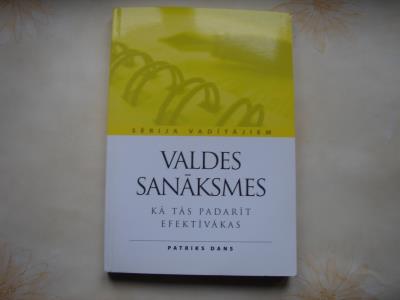 SĒRIJA VADĪTĀJIEM
VALDES
SANĀKSMES
KĀ TĀS PADARĪT
EFEKTĪVĀKAS
PATRIKS DANS